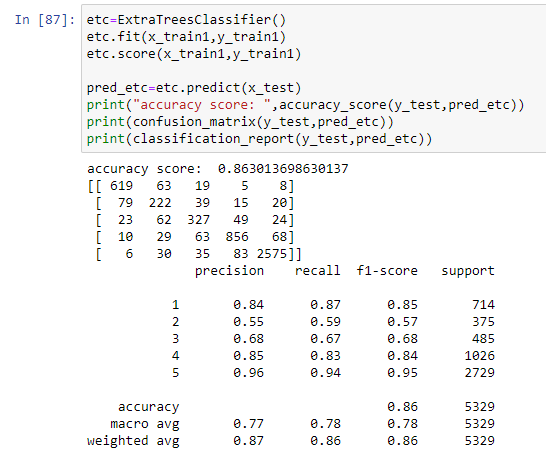 In [87]: etc=ExtraTreesClassifier()
etc.fit(x_train1,y_train1)
etc.score(x_train1,y_train1)
pred_etc=etc.predict(x_test)
print("accuracy score: ",accuracy_score(y_test,pred_etc))
print(confusion_matrix(y_test,pred_etc))
print(classification_report(y_test,pred_etc))
accuracy score:  0.863013698630137
[[ 619   63   19    5    8]
 [  79  222   39   15   20]
 [  23   62  327   49   24]
 [  10   29   63  856   68]
 [   6   30   35   83 2575]]
              precision    recall  f1-score   support
           1       0.84      0.87      0.85       714
           2       0.55      0.59      0.57       375
           3       0.68      0.67      0.68       485
           4       0.85      0.83      0.84      1026
           5       0.96      0.94      0.95      2729
    accuracy                           0.86      5329
   macro avg       0.77      0.78      0.78      5329
weighted avg       0.87      0.86      0.86      5329